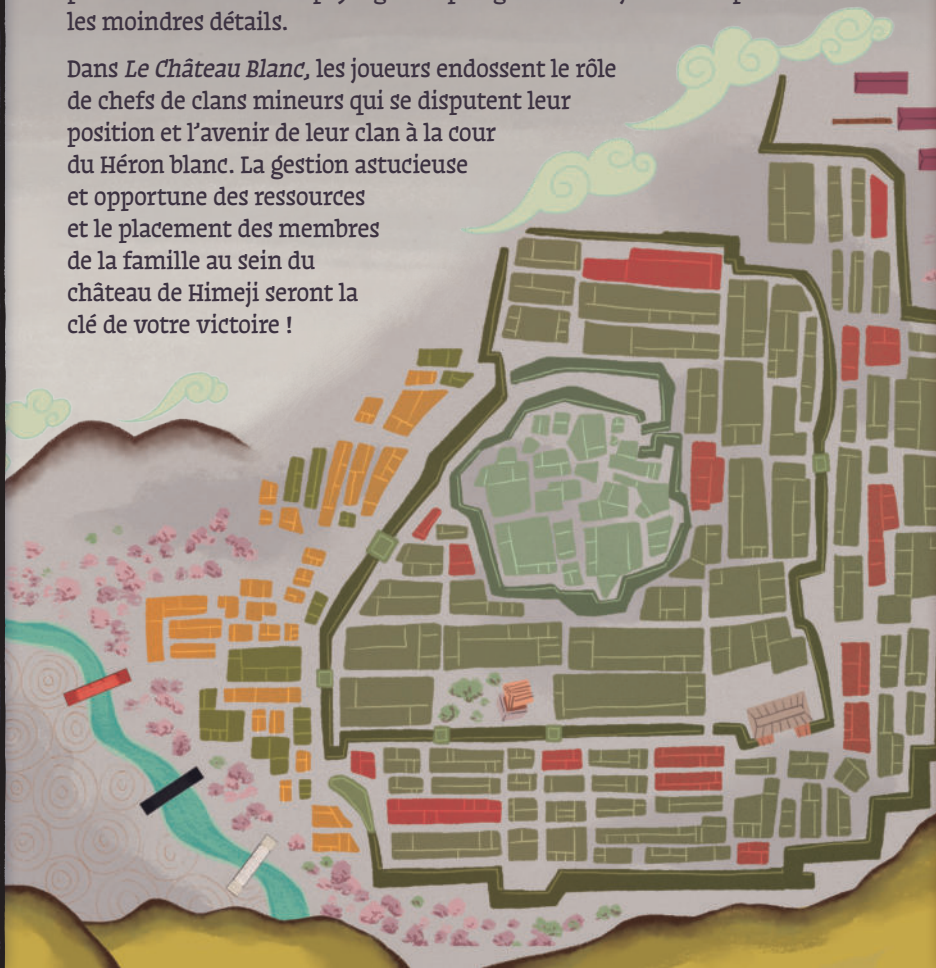 les moindres détails.
Dans Le Château Blanc, les joueurs endossent le rôle
de chefs de clans mineurs qui se disputent leur
position et l’avenir de leur clan à la cour
du Héron blanc. La gestion astucieuse
et opportune des ressources
et le placement des membres
de la famille au sein du
château de Himeji seront la
clé de votre victoire !